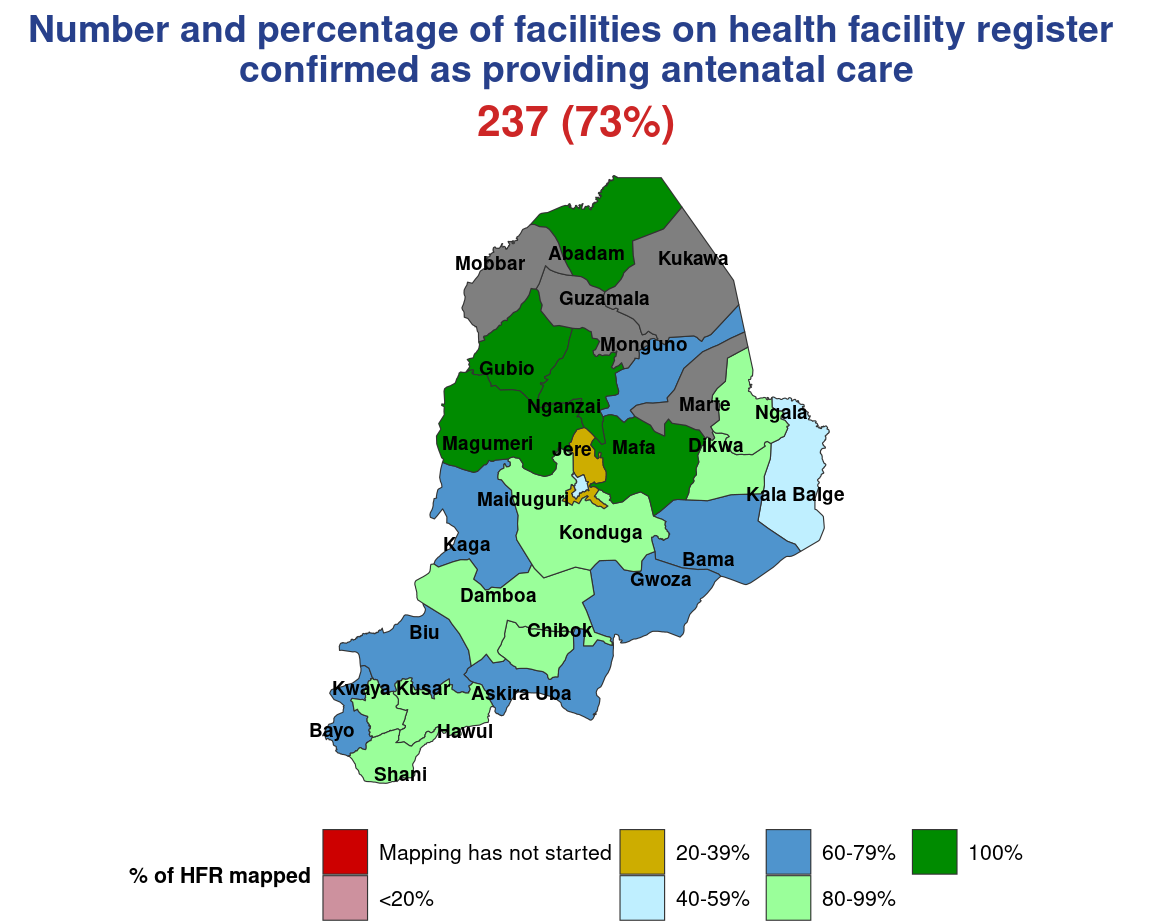 Number and percentage of facilities on health facility register
confirmed as providing antenatal care
237 (73%)
Abadam
Mobbar
Kukawa
Guzamala
Monguno
Gubio
Nganzai
Marte
Ngala
Magumeri
Jere
Mafa
Dikwa
Maiduguri
Kala Balge
Konduga
Kaga
Bama
Gwoza
Damboa
Biu
Chibok
Kwaya Kusar
Askira Uba
Bayo
Hawul
Shani
% of HFR mapped
Mapping has not started
<20%
20-39%
40-59%
60-79%
80-99%
100%